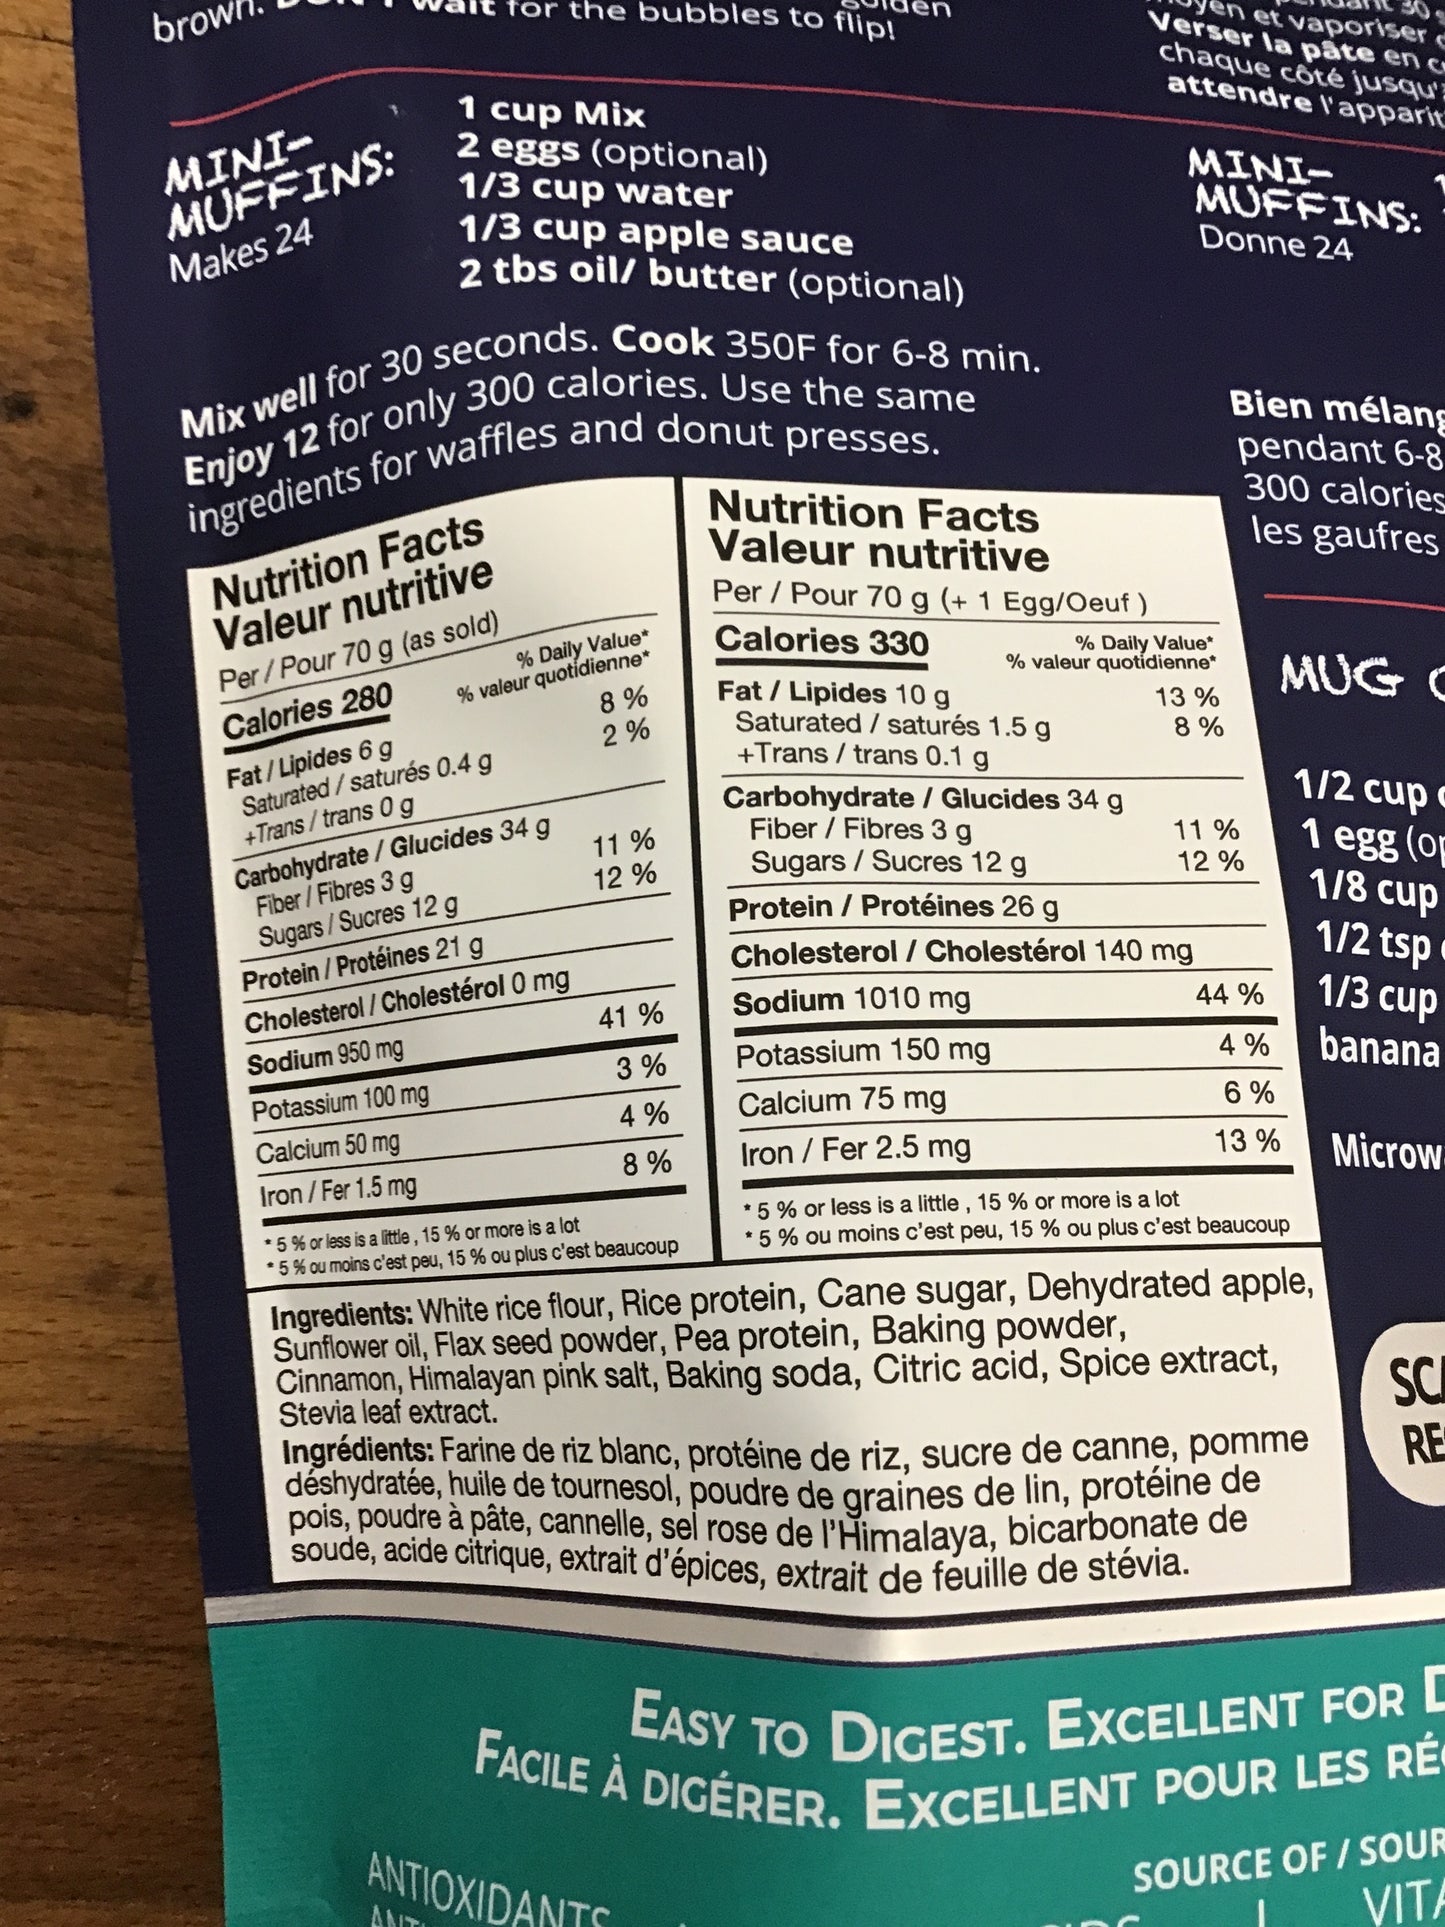 brown. wait for the bubbles to flip!
MINI-
MUFFINS:
Makes 24
1 cup Mix
2 eggs (optional)
1/3 cup water
1/3 cup apple sauce
2 tbs oil/ butter (optional)
Mix well for 30 seconds. Cook 350F for 6-8 min.
Enjoy 12 for only 300 calories. Use the same
ingredients for waffles and donut presses.
et vaporiser
Verser la pâte en
chaque côté
attendre
MINI-
MUFFINS:
Donne 24
Bien
pendant 6-8
300 calories
les gaufres
MUG
1/2 cup
1 egg
1/8 cup
1/2 tsp
1/3 cup
banana
Nutrition Facts
Valeur nutritive
Per / Pour 70 g (as sold)
% Daily Value*
Calories 280 % valeur quotidienne*
Fat / Lipides 6 g 8 %
Saturated / saturés 0.4 g 2 %
+Trans / trans 0 g
Carbohydrate / Glucides 34 g
Fiber / Fibres 3 g 11 %
Sugars / Sucres 12 g 12 %
Protein / Protéines 21 g
Cholesterol / Cholestérol 0 mg
Sodium 950 mg 41 %
Potassium 100 mg 3 %
Calcium 50 mg 4 %
Iron / Fer 1.5 mg 8 %
* 5 % or less is a little , 15 % or more is a lot
* 5 % ou moins c'est peu, 15 % ou plus c'est beaucoup
Nutrition Facts
Valeur nutritive
Per / Pour 70 g (+ 1 Egg/Oeuf )
Calories 330 % Daily Value*
% valeur quotidienne*
Fat / Lipides 10 g 13 %
Saturated / saturés 1.5 g 8 %
+Trans / trans 0.1 g
Carbohydrate / Glucides 34 g
Fiber / Fibres 3 g 11 %
Sugars / Sucres 12 g 12 %
Protein / Protéines 26 g
Cholesterol / Cholestérol 140 mg
Sodium 1010 mg 44 %
Potassium 150 mg 4 %
Calcium 75 mg 6 %
Iron / Fer 2.5 mg 13 %
* 5 % or less is a little , 15 % or more is a lot
* 5 % ou moins c'est peu, 15 % ou plus c'est beaucoup
Ingredients: White rice flour, Rice protein, Cane sugar, Dehydrated apple,
Sunflower oil, Flax seed powder, Pea protein, Baking powder,
Cinnamon, Himalayan pink salt, Baking soda, Citric acid, Spice extract,
Stevia leaf extract.
Ingrédients: Farine de riz blanc, protéine de riz, sucre de canne, pomme
déshydratée, huile de tournesol, poudre de graines de lin, protéine de
pois, poudre à pâte, cannelle, sel rose de l'Himalaya, bicarbonate de
soude, acide citrique, extrait d'épices, extrait de feuille de stévia.
EASY TO DIGEST. EXCELLENT FOR
FACILE À DIGÉRER. EXCELLENT POUR LES
ANTIOXIDANTS
SOURCE OF /